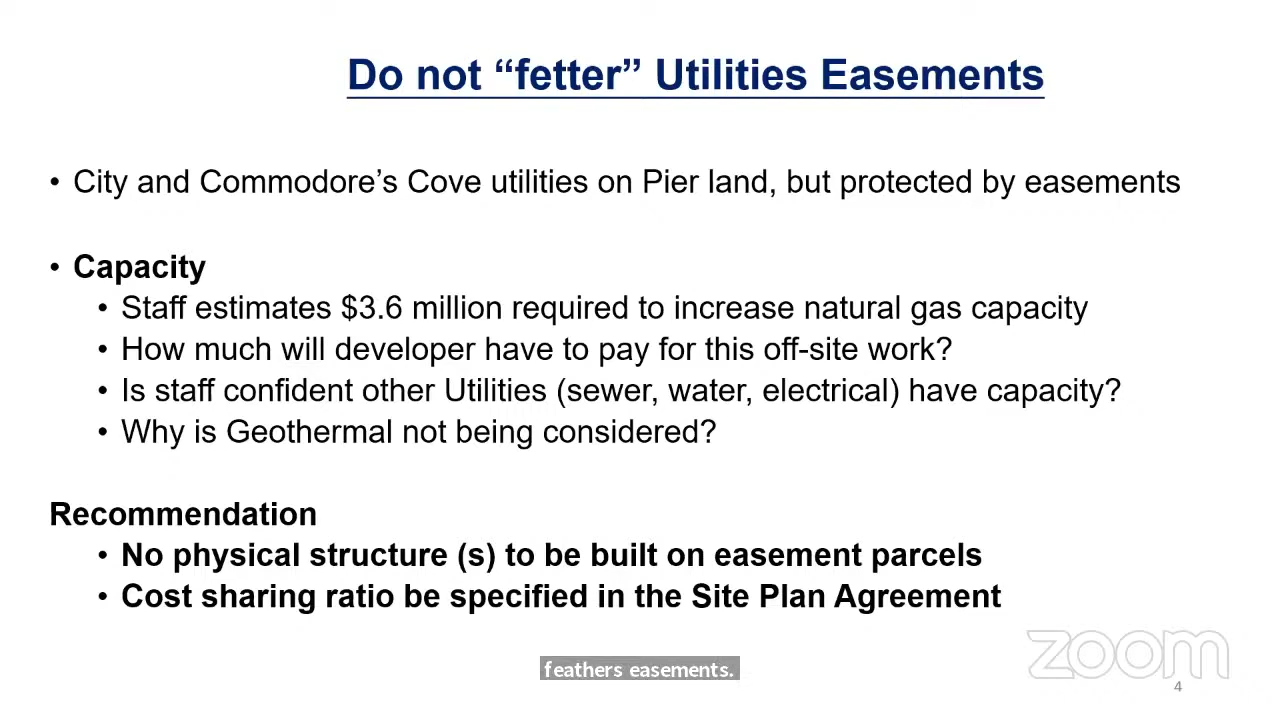 Do not “fetter” Utilities Easements
• City and Commodore’s Cove utilities on Pier land, but protected by easements
• Capacity
• Staff estimates $3.6 million required to increase natural gas capacity
• How much will developer have to pay for this off-site work?
• Is staff confident other Utilities (sewer, water, electrical) have capacity?
• Why is Geothermal not being considered?
Recommendation
• No physical structure (s) to be built on easement parcels
• Cost sharing ratio be specified in the Site Plan Agreement
zoom
feathers easements.
4